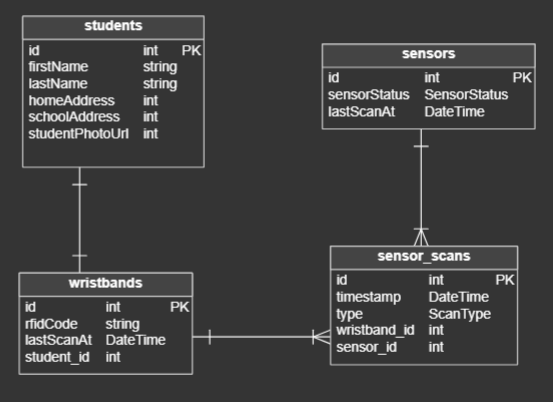 students
id int PK
firstName string
lastName string
homeAddress int
schoolAddress int
studentPhotoUrl int
sensors
id int PK
sensorStatus SensorStatus
lastScanAt DateTime
wristbands
id int PK
rfidCode string
lastScanAt DateTime
student_id int
sensor_scans
id int PK
timestamp DateTime
type ScanType
wristband_id int
sensor_id int